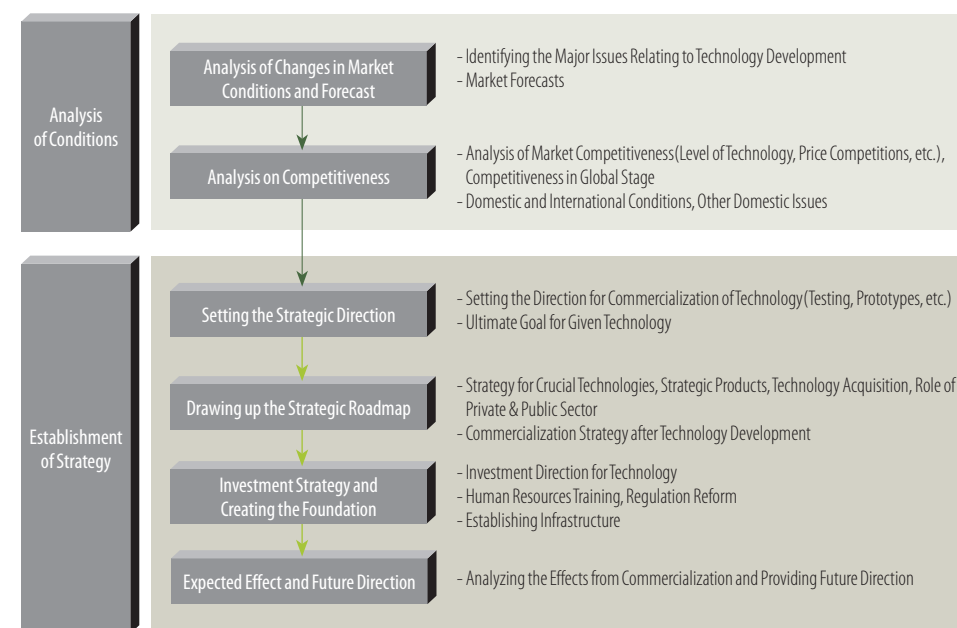 Analysis
of Conditions
Analysis of Changes in Market
Conditions and Forecast
- Identifying the Major Issues Relating to Technology Development
- Market Forecasts
Analysis on Competitiveness
- Analysis of Market Competitiveness(Level of Technology, Price Competitions, etc.),
Competitiveness in Global Stage
- Domestic and International Conditions, Other Domestic Issues
Establishment
of Strategy
Setting the Strategic Direction
- Setting the Direction for Commercialization of Technology(Testing, Prototypes, etc.)
- Ultimate Goal for Given Technology
Drawing up the Strategic Roadmap
- Strategy for Crucial Technologies, Strategic Products, Technology Acquisition, Role of
Private & Public Sector
- Commercialization Strategy after Technology Development
Investment Strategy and
Creating the Foundation
- Investment Direction for Technology
- Human Resources Training, Regulation Reform
- Establishing Infrastructure
Expected Effect and Future Direction
- Analyzing the Effects from Commercialization and Providing Future Direction